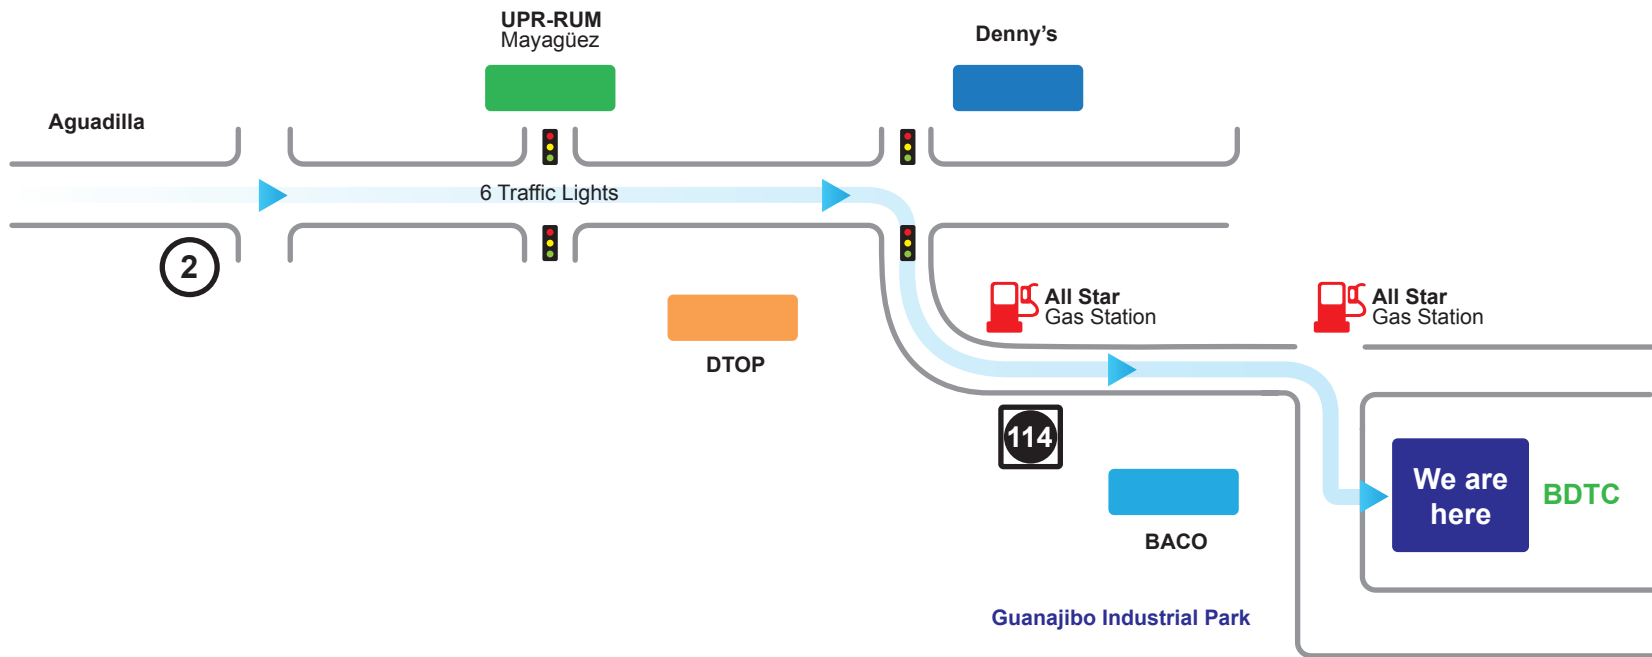 UPR-RUM
Mayagüez
Denny's
Aguadilla
6 Traffic Lights
2
All Star
Gas Station
All Star
Gas Station
DTOP
114
We are
here
BDTC
BACO
Guanajibo Industrial Park